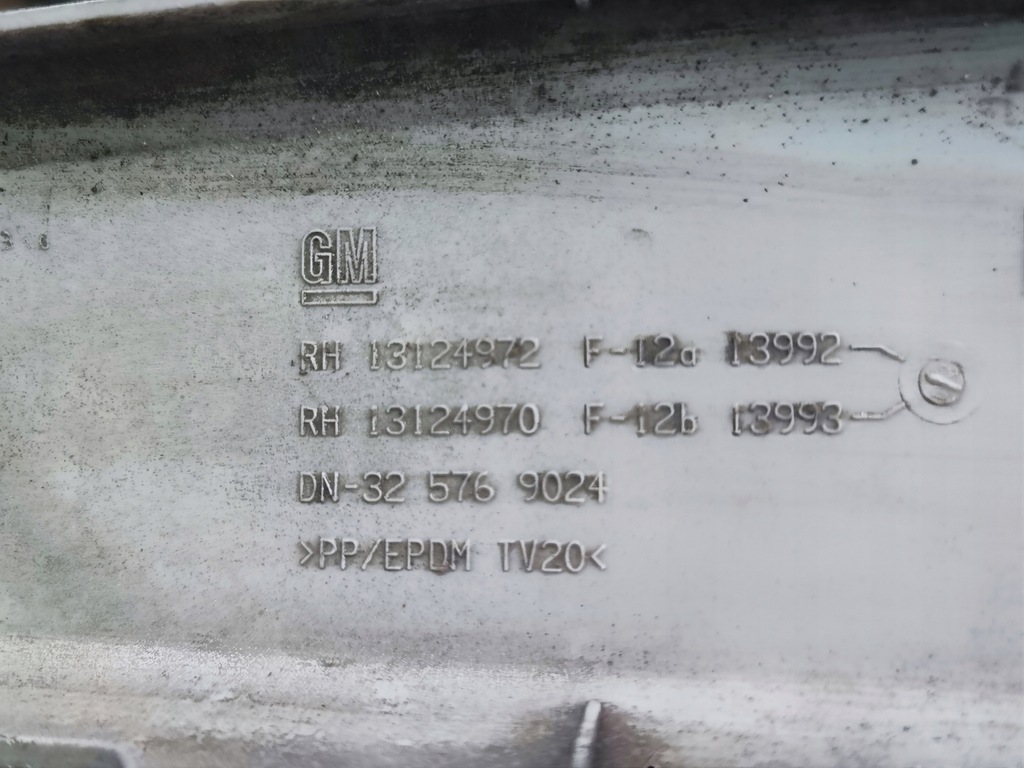 GM
RH 13124972 F-12a 13992
RH 13124970 F-12b 13993
DN-32 576 9024
>PP/EPDM TV20<